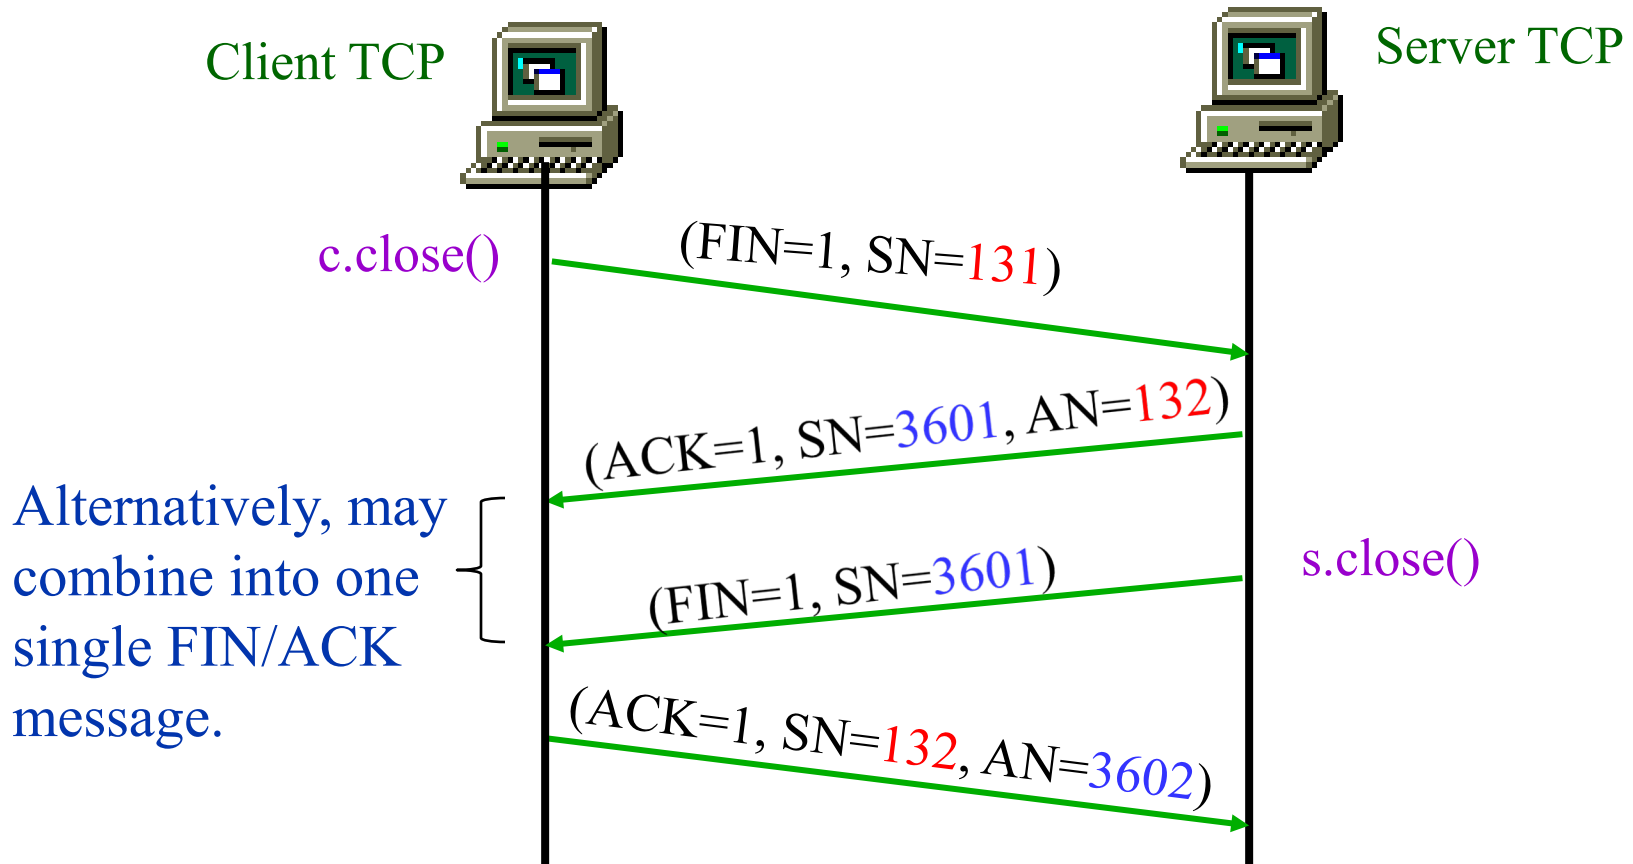 Client TCP
Server TCP
c.close()
(FIN=1, SN=131)
(ACK=1, SN=3601, AN=132)
Alternatively, may
combine into one
single FIN/ACK
message.
s.close()
(FIN=1, SN=3601)
(ACK=1, SN=132, AN=3602)